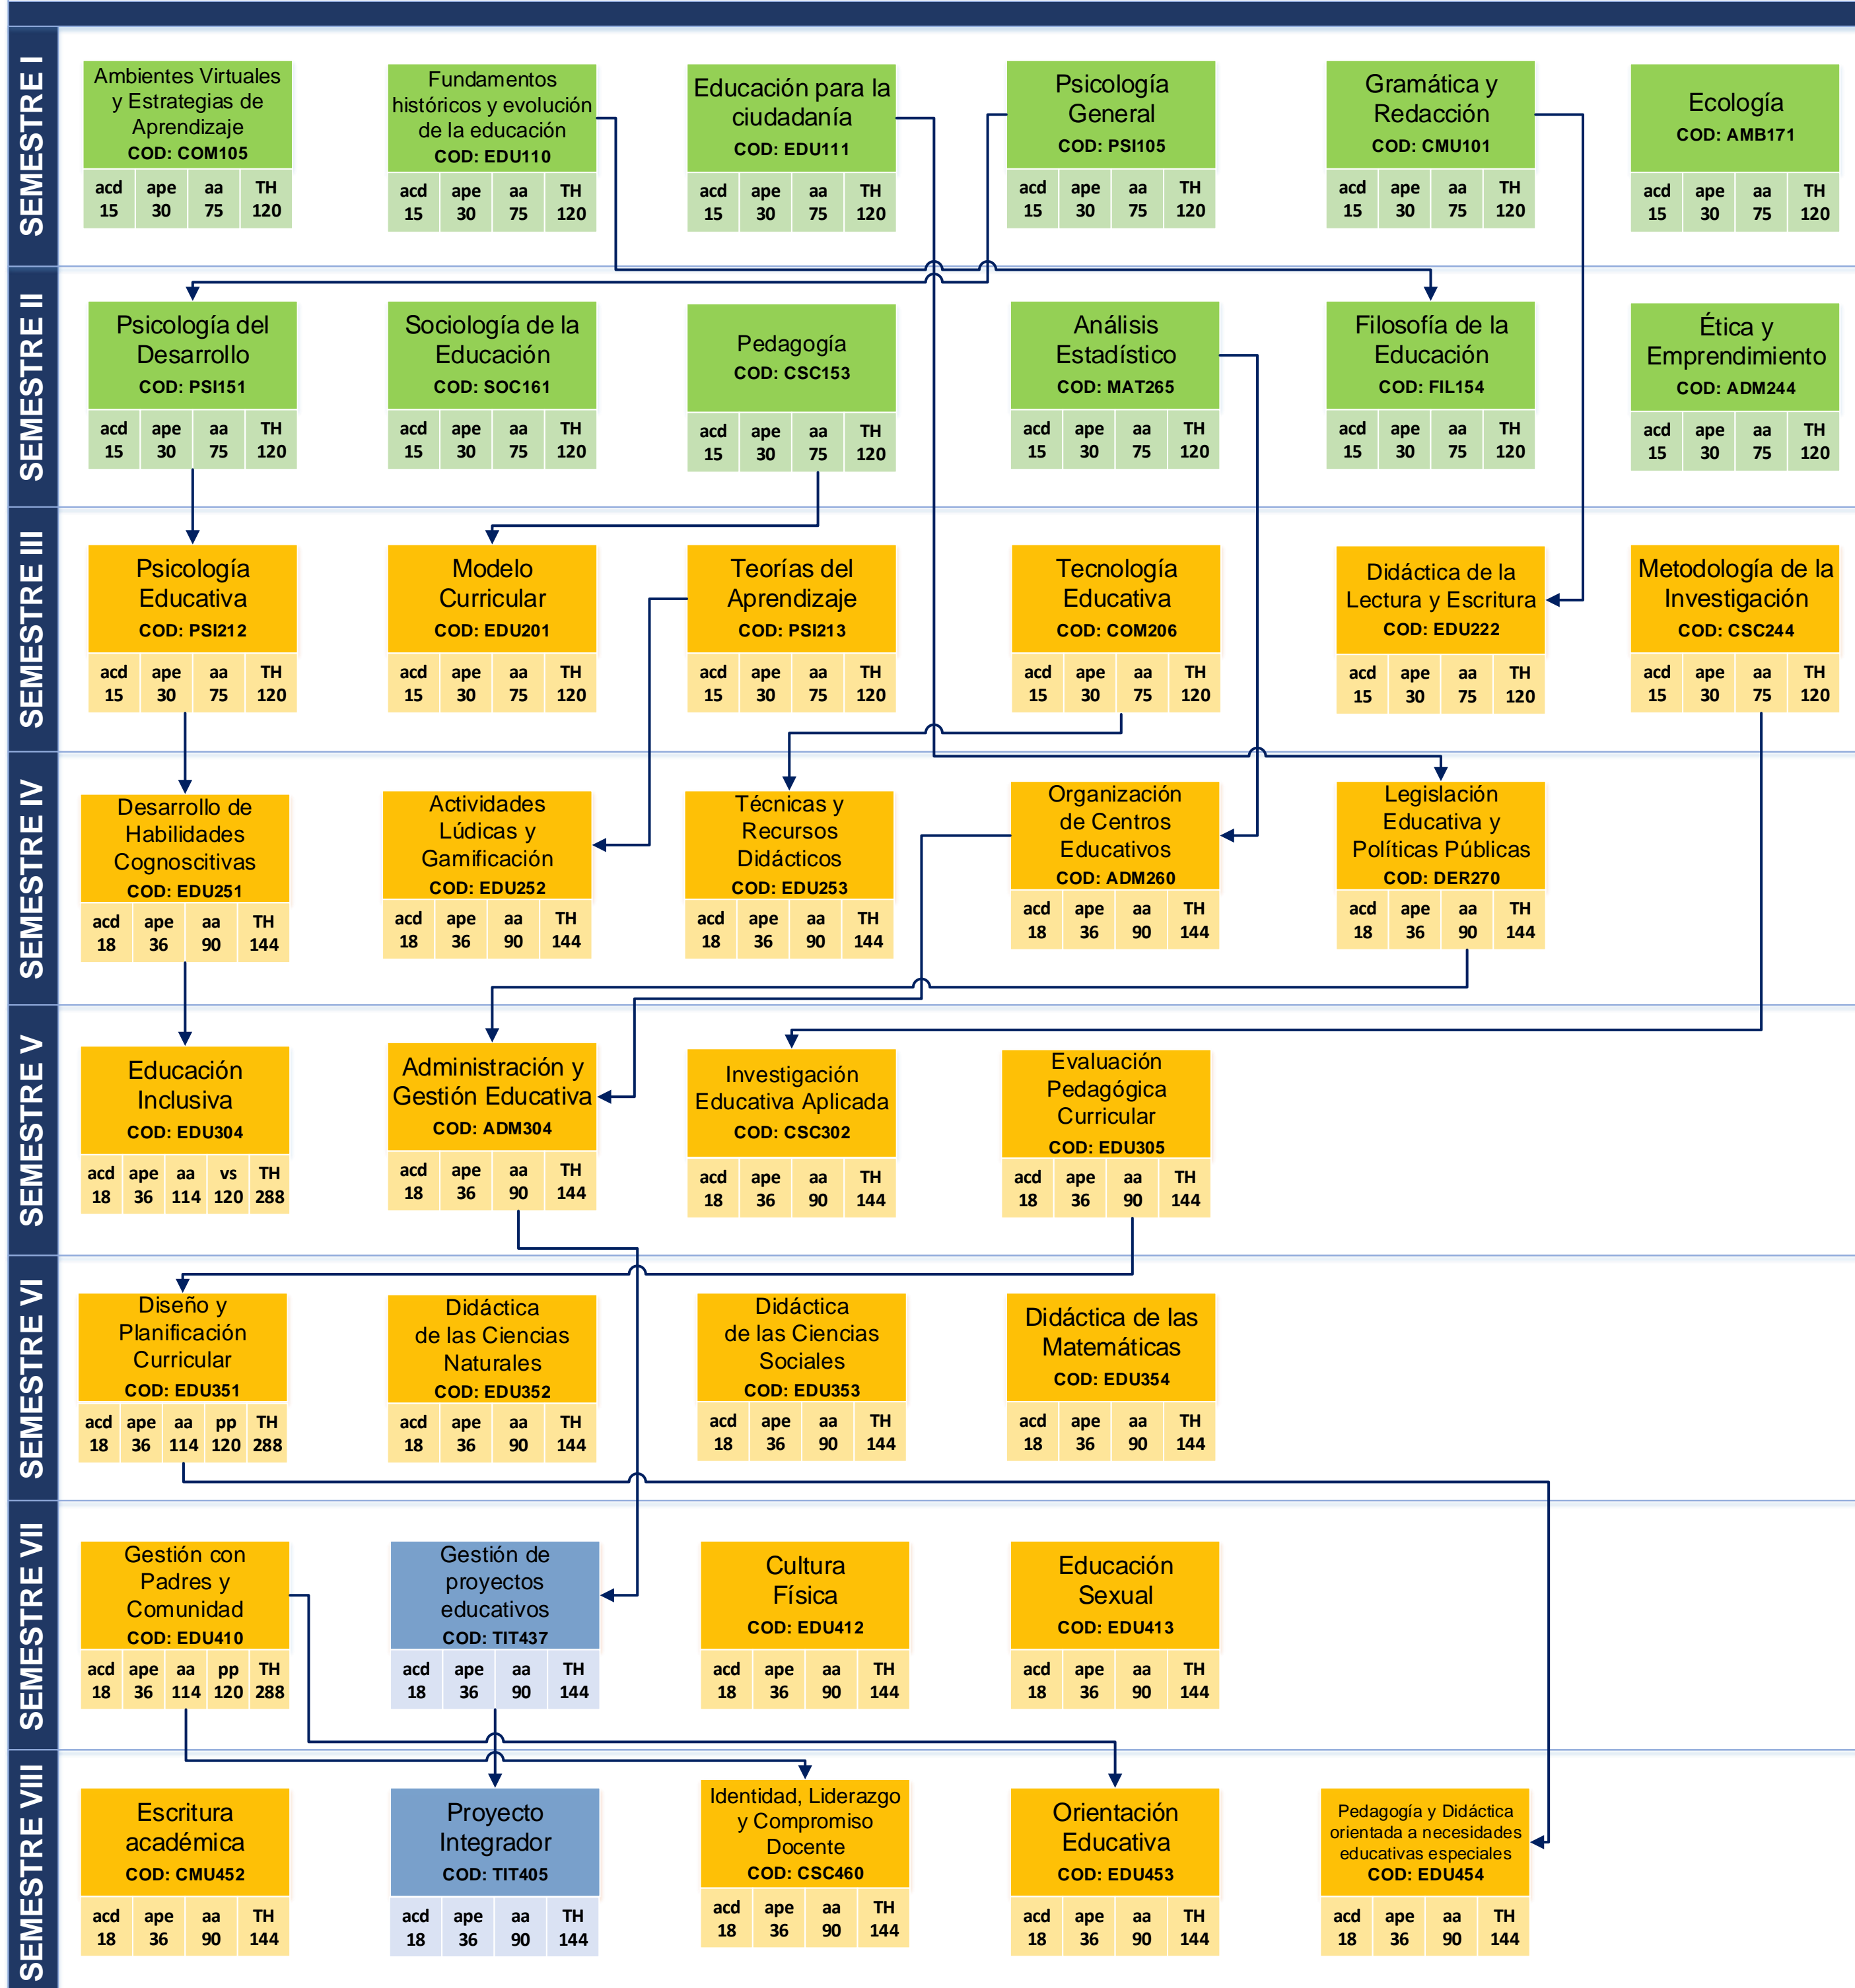 SEMESTRE I
Ambientes Virtuales
y Estrategias de
Aprendizaje
COD: COM105
acd ape aa TH
15 30 75 120
Fundamentos
históricos y evolución
de la educación
COD: EDU110
acd ape aa TH
15 30 75 120
Educación para la
ciudadanía
COD: EDU111
acd ape aa TH
15 30 75 120
Psicología
General
COD: PSI105
acd ape aa TH
15 30 75 120
Gramática y
Redacción
COD: CMU101
acd ape aa TH
15 30 75 120
Ecología
COD: AMB171
acd ape aa TH
15 30 75 120
SEMESTRE II
Psicología del
Desarrollo
COD: PSI151
acd ape aa TH
15 30 75 120
Sociología de la
Educación
COD: SOC161
acd ape aa TH
15 30 75 120
Pedagogía
COD: CSC153
acd ape aa TH
15 30 75 120
Análisis
Estadístico
COD: MAT265
acd ape aa TH
15 30 75 120
Filosofía de la
Educación
COD: FIL154
acd ape aa TH
15 30 75 120
Ética y
Emprendimiento
COD: ADM244
acd ape aa TH
15 30 75 120
SEMESTRE III
Psicología
Educativa
COD: PSI212
acd ape aa TH
15 30 75 120
Modelo
Curricular
COD: EDU201
acd ape aa TH
15 30 75 120
Teorías del
Aprendizaje
COD: PSI213
acd ape aa TH
15 30 75 120
Tecnología
Educativa
COD: COM206
acd ape aa TH
15 30 75 120
Didáctica de la
Lectura y Escritura
COD: EDU222
acd ape aa TH
15 30 75 120
Metodología de la
Investigación
COD: CSC244
acd ape aa TH
15 30 75 120
SEMESTRE IV
Desarrollo de
Habilidades
Cognoscitivas
COD: EDU251
acd ape aa TH
18 36 90 144
Actividades
Lúdicas y
Gamificación
COD: EDU252
acd ape aa TH
18 36 90 144
Técnicas y
Recursos
Didácticos
COD: EDU253
acd ape aa TH
18 36 90 144
Organización
de Centros
Educativos
COD: ADM260
acd ape aa TH
18 36 90 144
Legislación
Educativa y
Políticas Públicas
COD: DER270
acd ape aa TH
18 36 90 144
SEMESTRE V
Educación
Inclusiva
COD: EDU304
acd ape aa vs TH
18 36 114 120 288
Administración y
Gestión Educativa
COD: ADM304
acd ape aa TH
18 36 90 144
Investigación
Educativa Aplicada
COD: CSC302
acd ape aa TH
18 36 90 144
Evaluación
Pedagógica
Curricular
COD: EDU305
acd ape aa TH
18 36 90 144
SEMESTRE VI
Diseño y
Planificación
Curricular
COD: EDU351
acd ape aa pp TH
18 36 114 120 288
Didáctica
de las Ciencias
Naturales
COD: EDU352
acd ape aa TH
18 36 90 144
Didáctica
de las Ciencias
Sociales
COD: EDU353
acd ape aa TH
18 36 90 144
Didáctica de las
Matemáticas
COD: EDU354
acd ape aa TH
18 36 90 144
SEMESTRE VII
Gestión con
Padres y
Comunidad
COD: EDU410
acd ape aa pp TH
18 36 114 120 288
Gestión de
proyectos
educativos
COD: TIT437
acd ape aa TH
18 36 90 144
Cultura
Física
COD: EDU412
acd ape aa TH
18 36 90 144
Educación
Sexual
COD: EDU413
acd ape aa TH
18 36 90 144
SEMESTRE VIII
Escritura
académica
COD: CMU452
acd ape aa TH
18 36 90 144
Proyecto
Integrador
COD: TIT405
acd ape aa TH
18 36 90 144
Identidad, Liderazgo
y Compromiso
Docente
COD: CSC460
acd ape aa TH
18 36 90 144
Orientación
Educativa
COD: EDU453
acd ape aa TH
18 36 90 144
Pedagogía y Didáctica
orientada a necesidades
educativas especiales
COD: EDU454
acd ape aa TH
18 36 90 144